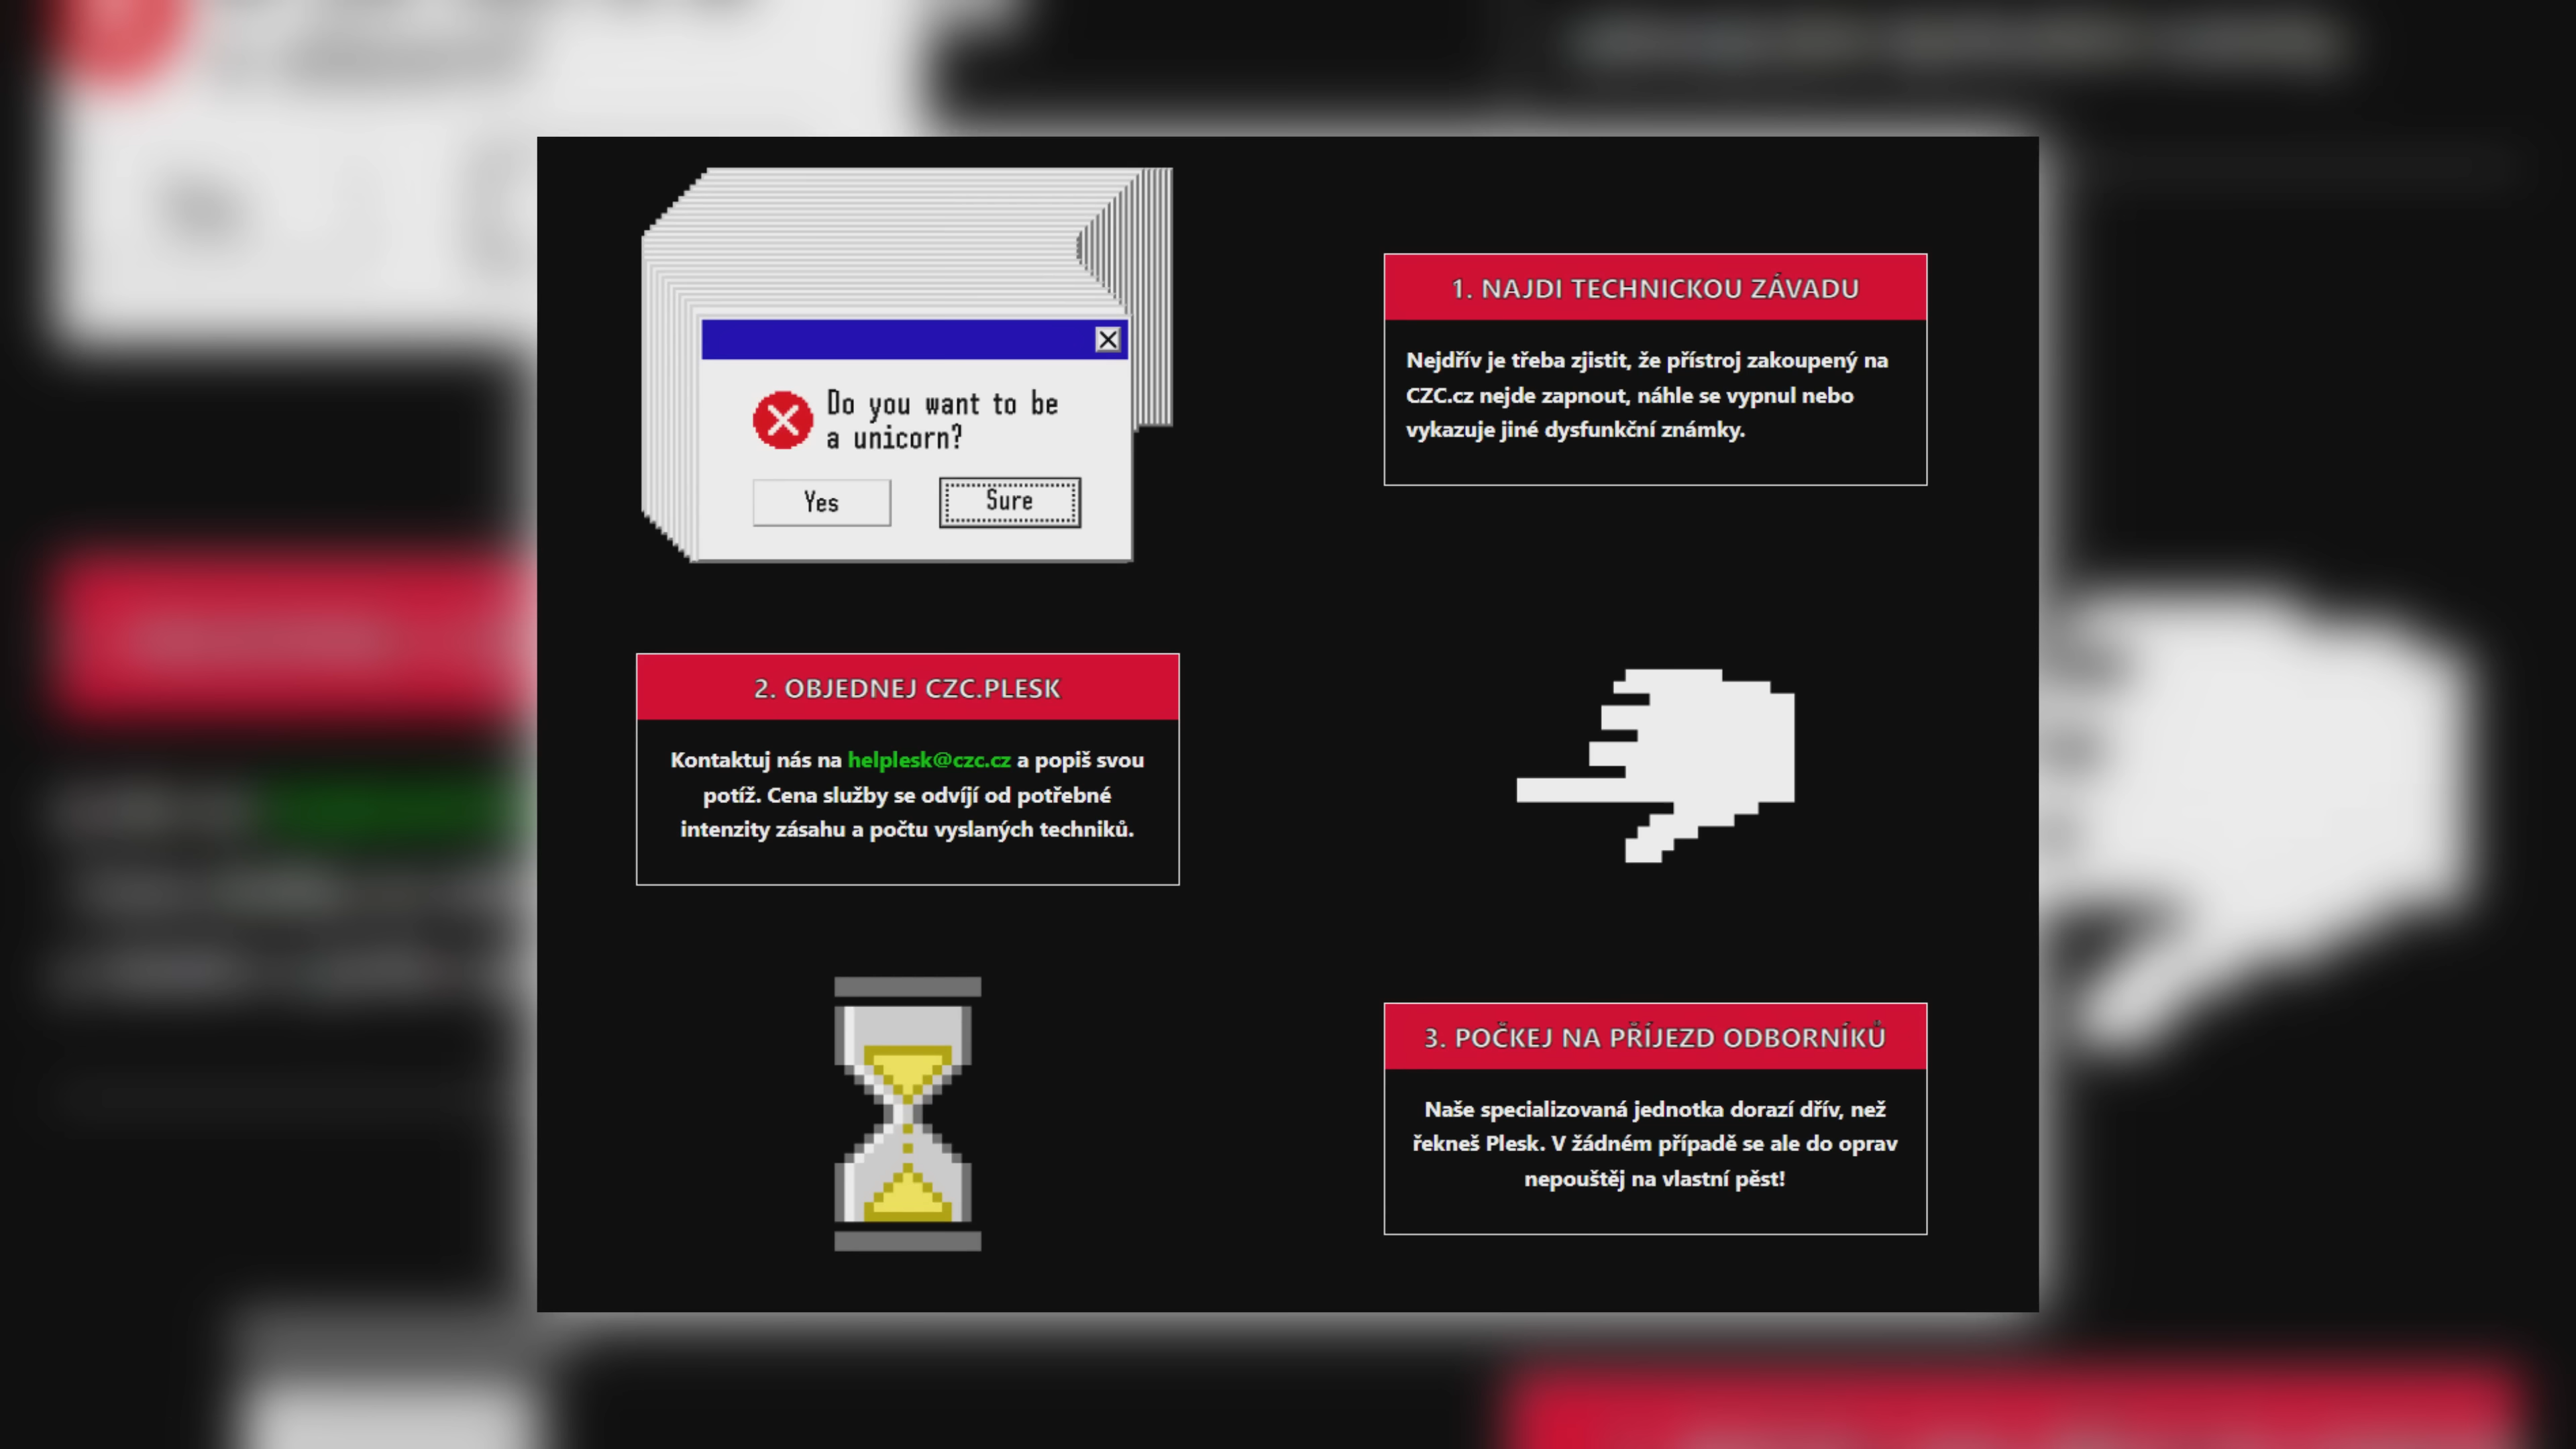 Do you want to be
a unicorn?
Yes
Sure
1. NAJDI TECHNICKOU ZÁVADU
Nejdřív je třeba zjistit, že přístroj zakoupený na
CZC.cz nejde zapnout, náhle se vypnul nebo
vykazuje jiné dysfunkční známky.
2. OBJEDNEJ CZC.PLESK
Kontaktuj nás na helplesk@czc.cz a popiš svou
potíž. Cena služby se odvíjí od potřebné
intenzity zásahu a počtu vyslaných techniků.
3. POČKEJ NA PŘÍJEZD ODBORNÍKŮ
Naše specializovaná jednotka dorazí dřív, než
řekneš Plesk. V žádném případě se ale do oprav
nepouštěj na vlastní pěst!